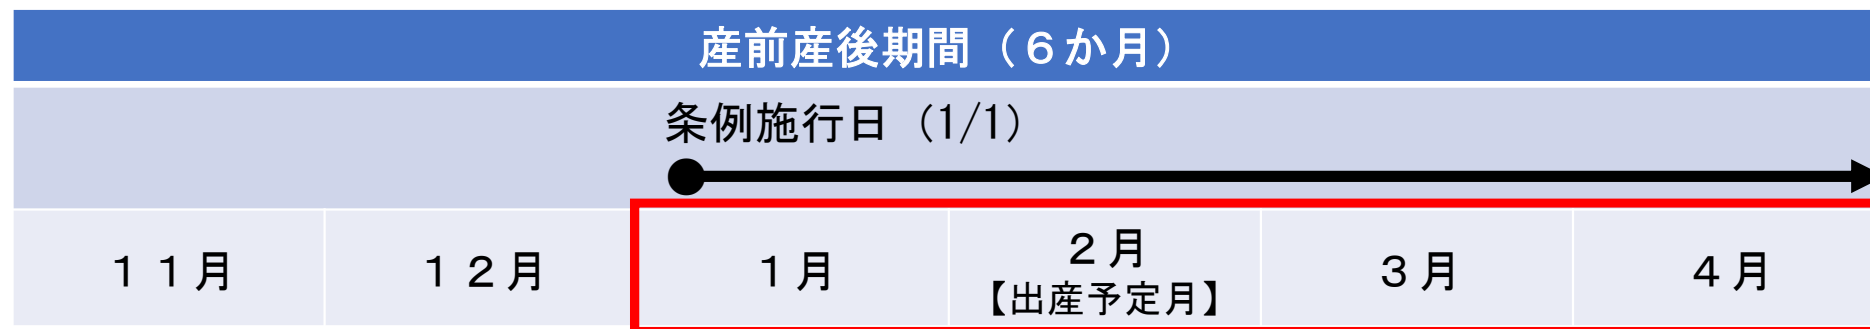 産前産後期間（６か月）
条例施行日（1/1）
１１月
１２月
１月
２月
【出産予定月】
３月
４月